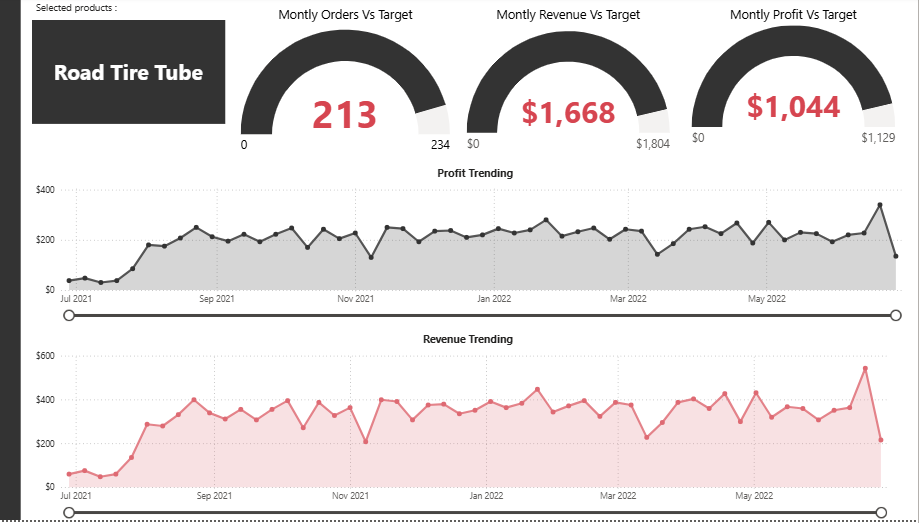 Selected products :
Road Tire Tube
Montly Orders Vs Target
213
0
234
Montly Revenue Vs Target
$1,668
$0
$1,804
Montly Profit Vs Target
$1,044
$0
$1,129
Profit Trending
$400
$200
$0
Jul 2021
Sep 2021
Nov 2021
Jan 2022
Mar 2022
May 2022
Revenue Trending
$600
$400
$200
$0
Jul 2021
Sep 2021
Nov 2021
Jan 2022
Mar 2022
May 2022